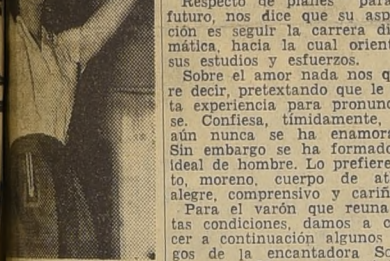 Respecto de planes para
futuro, nos dice que su asp
ción es seguir la carrera di
mática, hacia la cual orient
sus estudios y esfuerzos.
Sobre el amor nada nos q
re decir, pretextando que le
ta experiencia para pronun
se. Confiesa, tímidamente,
aún nunca se ha enamora
Sin embargo se ha formado
ideal de hombre. Lo prefiere
to, moreno, cuerpo de at
alegre, comprensivo y cariñ
Para el varón que reuna
tas condiciones, damos a c
cer a continuación algunos
gos de la encantadora S